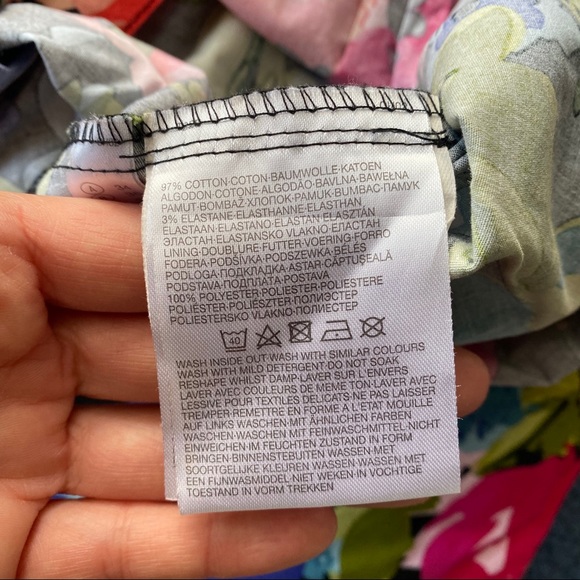 97% COTTON·COTON·BAUMWOLLE·KATOEN
ALGODON·COTONE·ALGODÃO·BAVLNA·BAWEŁNA
PAMUT·BOMBAŽ·ХЛОПОК·PAMUK·BUMBAC·ПАМУК
3% ELASTANE·ELASTHANNE·ELASTHAN
ELASTAN·ELASTANO·ELASTAN·ELASZTÁN
ЭЛАСТАН·ELASTANSKO VLAKNO·ЕЛАСТАН
LINING·DOUBLURE·FUTTER·VOERING·FORRO
FODERA·PODŠÍVKA·PODSZEWKA·BÉLÉS
PODLOGA·ПОДКЛАДКА·ASTAR·CĂPTUŞEALĂ
POSTAVA·ПОДПЛАТА·POSTAVA
100% POLYESTER·POLIÉSTER·POLIESTERE
POLIÉSTER·POLIÉSZTER·ПОЛИЭСТЕР
POLIESTERSKO VLAKNO·ПОЛИЕСТЕР
40
WASH INSIDE OUT·WASH WITH SIMILAR COLOURS
WASH WITH MILD DETERGENT·DO NOT SOAK
RESHAPE WHILST DAMP·LAVER SUR L'ENVERS
LAVER AVEC COULEURS DE MEME TON·LAVER AVEC
LESSIVE POUR TEXTILES DELICATS·NE PAS LAISSER
TREMPER·REMETTRE EN FORME A L'ETAT MOUILLE
AUF LINKS WASCHEN·MIT ÄHNLICHEN FARBEN
WASCHEN·WASCHEN MIT FEINWASCHMITTEL·NICHT
EINWEICHEN·IM FEUCHTEN ZUSTAND IN FORM
BRINGEN·BINNENSTEBUITEN WASSEN·MET
SOORTGELIJKE KLEUREN WASSEN·WASSEN MET
EEN FIJNWASMIDDEL·NIET WEKEN·IN VOCHTIGE
TOESTAND IN VORM TREKKEN